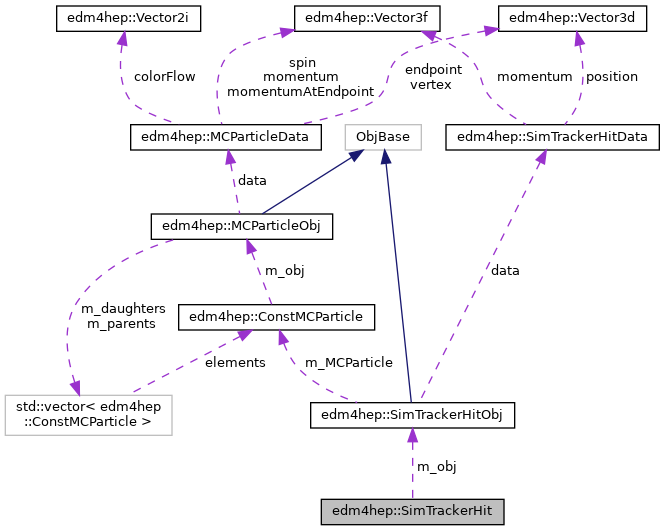 edm4hep::Vector2i
edm4hep::Vector3f
edm4hep::Vector3d
colorFlow
spin
momentum
momentumAtEndpoint
endpoint
vertex
momentum
position
edm4hep::MCParticleData
ObjBase
edm4hep::SimTrackerHitData
data
edm4hep::MCParticleObj
data
m_obj
m_daughters
m_parents
edm4hep::ConstMCParticle
elements
m_MCParticle
std::vector< edm4hep
::ConstMCParticle >
edm4hep::SimTrackerHitObj
m_obj
edm4hep::SimTrackerHit